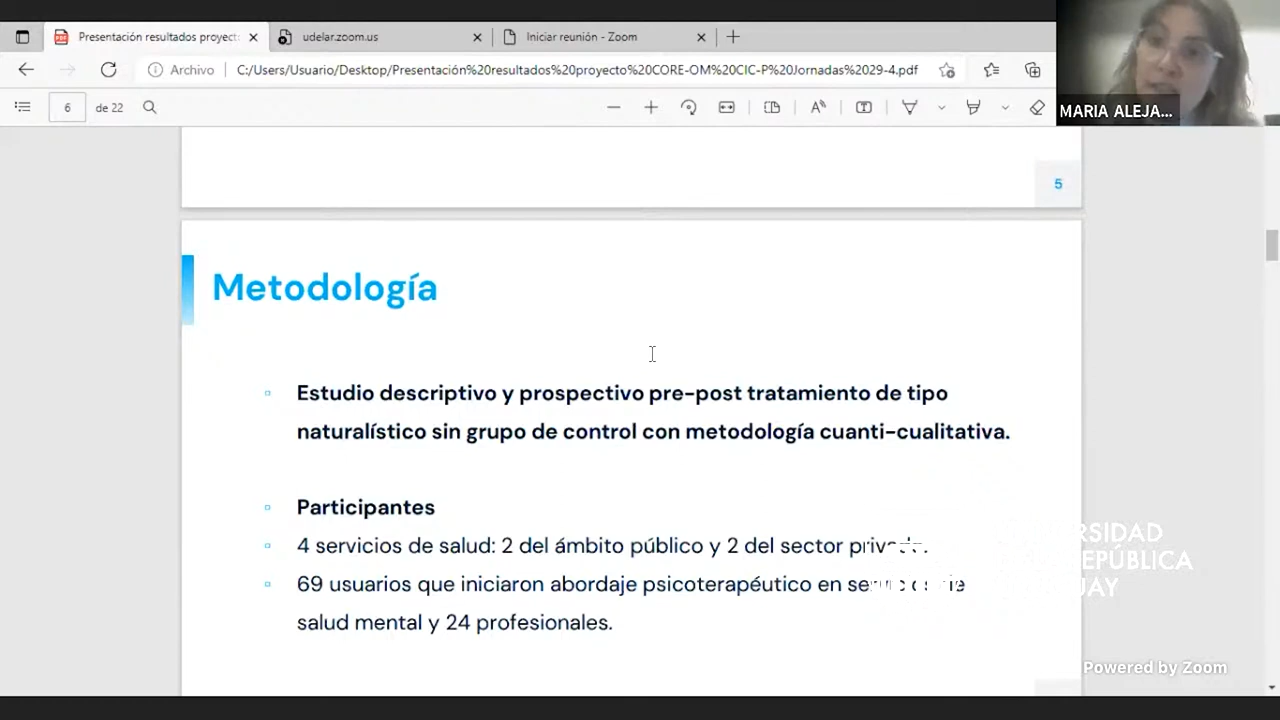 Presentación resultados proyect
udelar.zoom.us
Iniciar reunión - Zoom
Archivo
C:/Users/Usuario/Desktop/Presentación%20resultados%20proyecto%20CORE-OM%20CIC-P%20Jornadas%2029-4.pdf
6 de 22
MARIA ALEJA...
5
Metodología
Estudio descriptivo y prospectivo pre-post tratamiento de tipo
naturalístico sin grupo de control con metodología cuanti-cualitativa.
Participantes
4 servicios de salud: 2 del ámbito público y 2 del sector privado.
69 usuarios que iniciaron abordaje psicoterapéutico en servicios de
salud mental y 24 profesionales.
Powered by Zoom